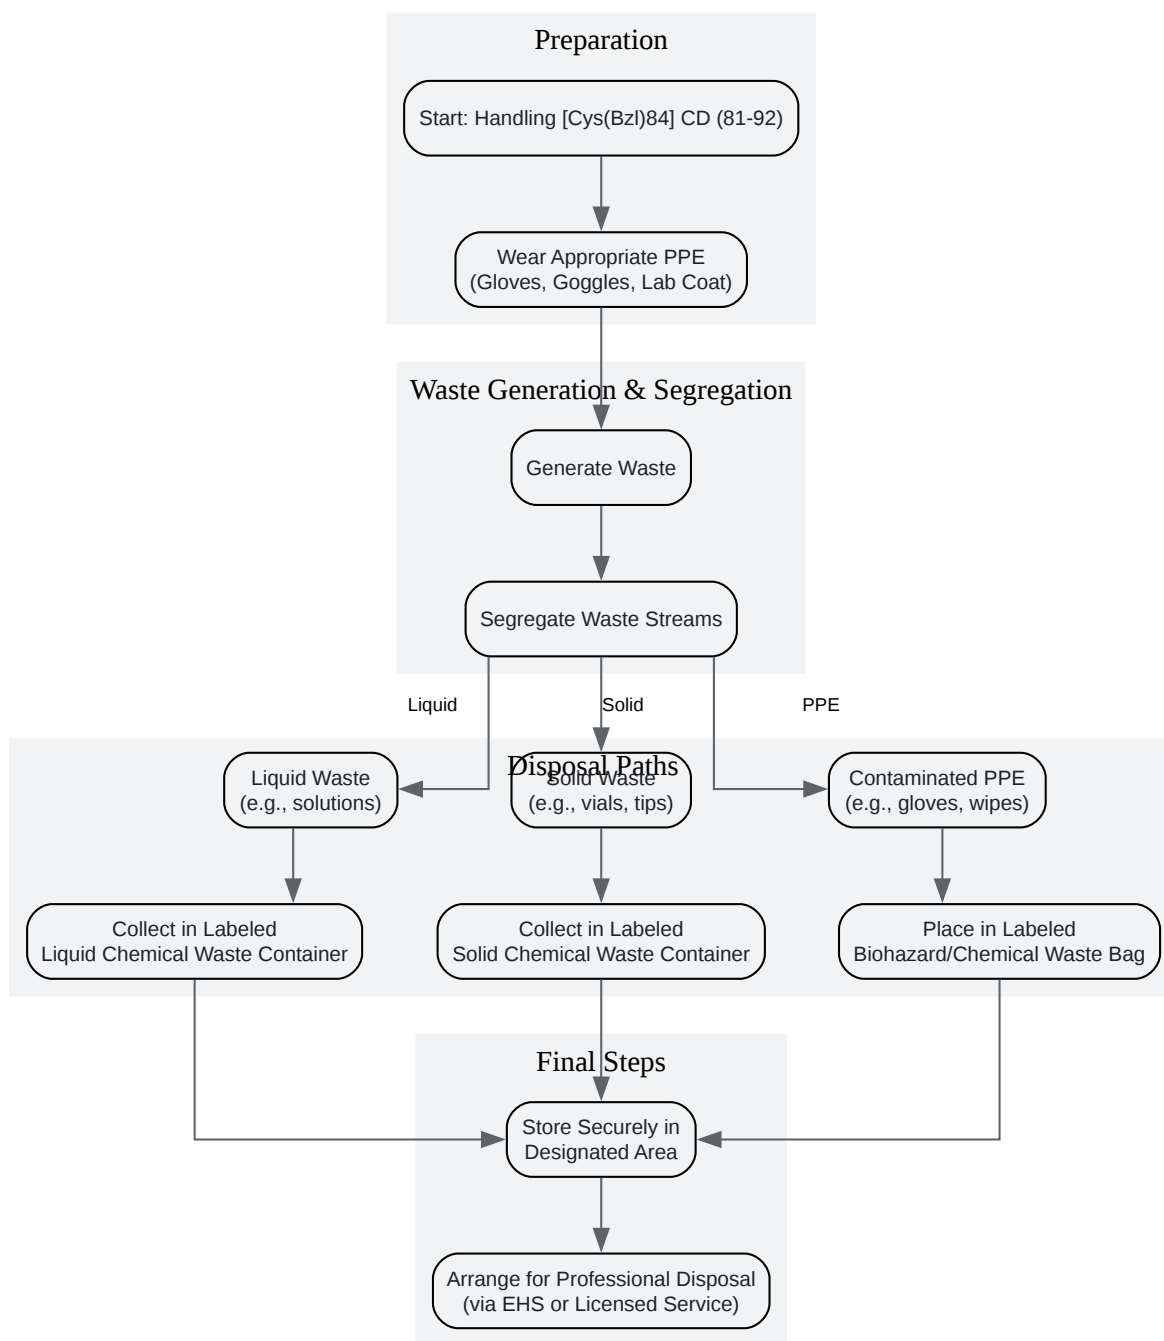 Preparation
Start: Handling [Cys(Bzl)84] CD (81-92)
Wear Appropriate PPE
(Gloves, Goggles, Lab Coat)
Waste Generation & Segregation
Generate Waste
Segregate Waste Streams
Liquid
Solid
PPE
Disposal Paths
Liquid Waste
(e.g., solutions)
Solid Waste
(e.g., vials, tips)
Contaminated PPE
(e.g., gloves, wipes)
Collect in Labeled
Liquid Chemical Waste Container
Collect in Labeled
Solid Chemical Waste Container
Place in Labeled
Biohazard/Chemical Waste Bag
Final Steps
Store Securely in
Designated Area
Arrange for Professional Disposal
(via EHS or Licensed Service)